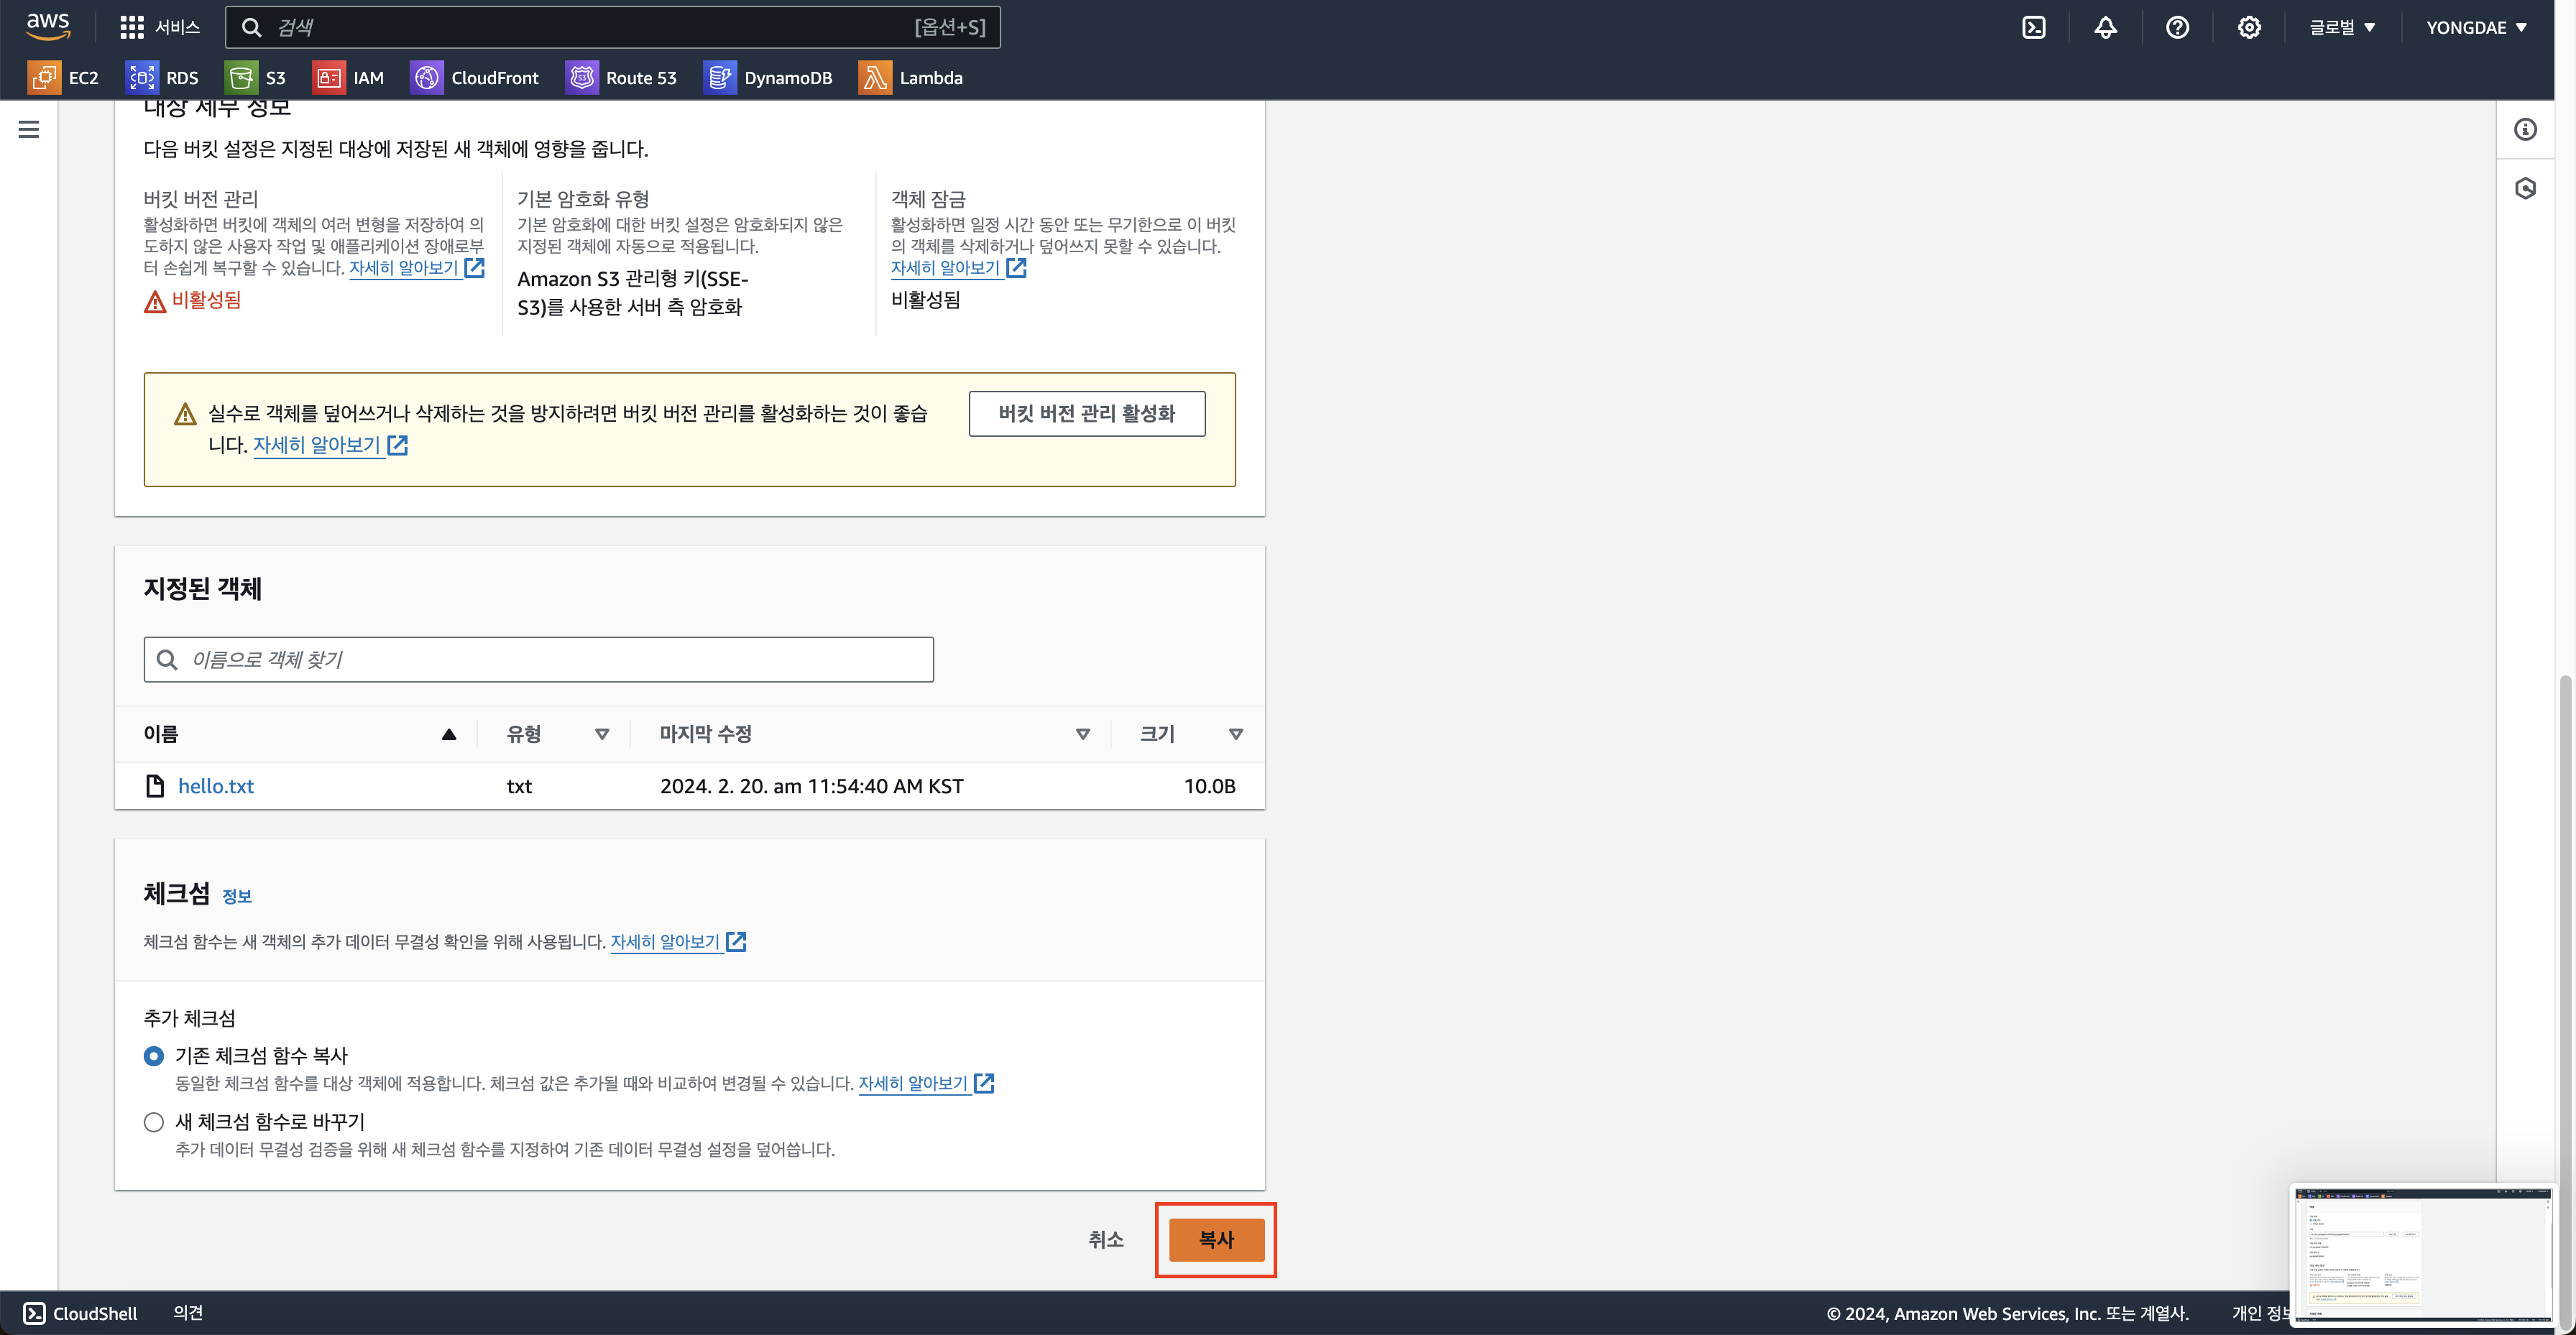 aws 서비스 검색 [옵션+S] 글로벌 YONGDAE
EC2 RDS S3 IAM CloudFront Route 53 DynamoDB Lambda
대상 세부 정보
다음 버킷 설정은 지정된 대상에 저장된 새 객체에 영향을 줍니다.
버킷 버전 관리
활성화하면 버킷에 객체의 여러 변형을 저장하여 의
도하지 않은 사용자 작업 및 애플리케이션 장애로부
터 손쉽게 복구할 수 있습니다. 자세히 알아보기
비활성됨
기본 암호화 유형
기본 암호화에 대한 버킷 설정은 암호화되지 않은
지정된 객체에 자동으로 적용됩니다.
Amazon S3 관리형 키(SSE-
S3)를 사용한 서버 측 암호화
객체 잠금
활성화하면 일정 시간 동안 또는 무기한으로 이 버킷
의 객체를 삭제하거나 덮어쓰지 못할 수 있습니다.
자세히 알아보기
비활성됨
실수로 객체를 덮어쓰거나 삭제하는 것을 방지하려면 버킷 버전 관리를 활성화하는 것이 좋습
니다. 자세히 알아보기
버킷 버전 관리 활성화
지정된 객체
이름으로 객체 찾기
이름 유형 마지막 수정 크기
hello.txt txt 2024. 2. 20. am 11:54:40 AM KST 10.0B
체크섬 정보
체크섬 함수는 새 객체의 추가 데이터 무결성 확인을 위해 사용됩니다. 자세히 알아보기
추가 체크섬
기존 체크섬 함수 복사
동일한 체크섬 함수를 대상 객체에 적용합니다. 체크섬 값은 추가될 때와 비교하여 변경될 수 있습니다. 자세히 알아보기
새 체크섬 함수로 바꾸기
추가 데이터 무결성 검증을 위해 새 체크섬 함수를 지정하여 기존 데이터 무결성 설정을 덮어씁니다.
취소 복사
CloudShell 의견 © 2024, Amazon Web Services, Inc. 또는 계열사. 개인 정보